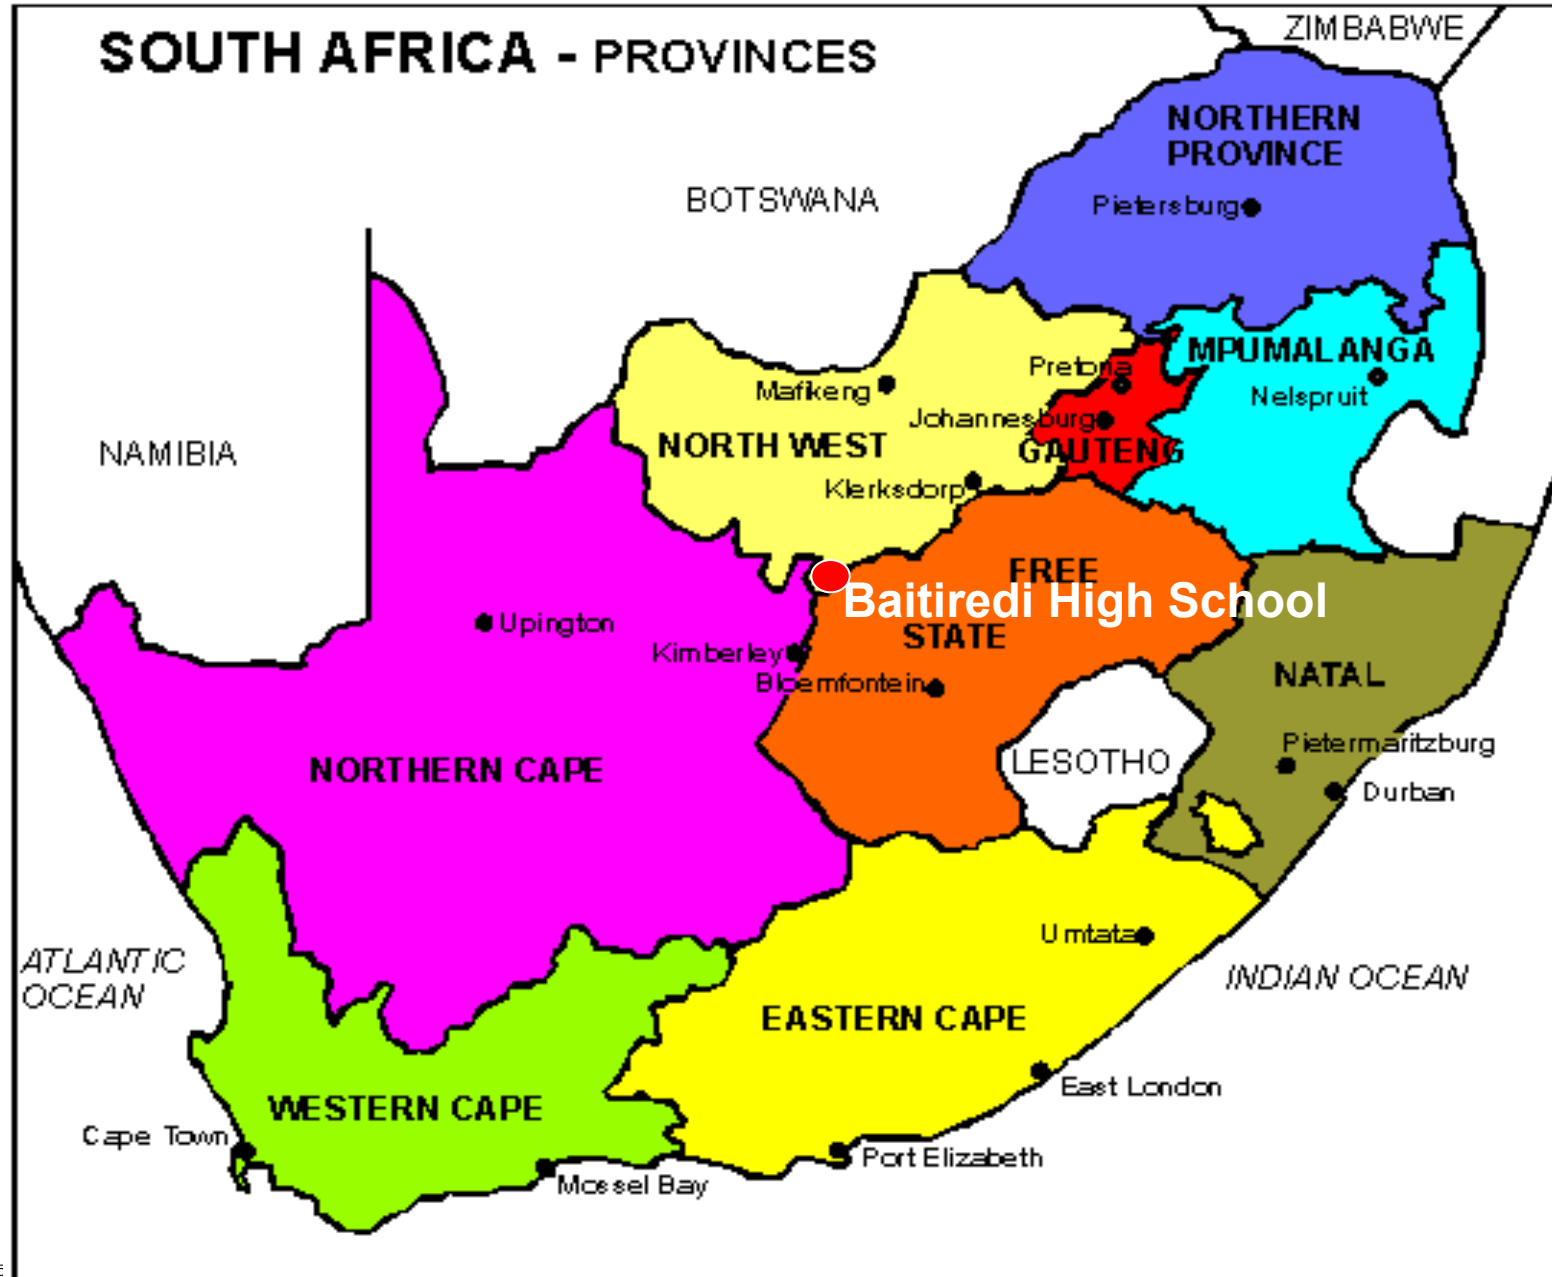 SOUTH AFRICA - PROVINCES
ZIMBABWE
NORTHERN
PROVINCE
BOTSWANA
Pietersburg
MPUMALANGA
Pretoria
Mafikeng
Nelspruit
Johannesburg
NAMIBIA
NORTH WEST
GAUTENG
Klerksdorp
FREE
Baitiredi High School
STATE
Upington
Kimberley
Bloemfontein
NATAL
Pietermaritzburg
LESOTHO
NORTHERN CAPE
Durban
Umtata
ATLANTIC
OCEAN
INDIAN OCEAN
EASTERN CAPE
East London
WESTERN CAPE
Cape Town
Port Elizabeth
Mossel Bay